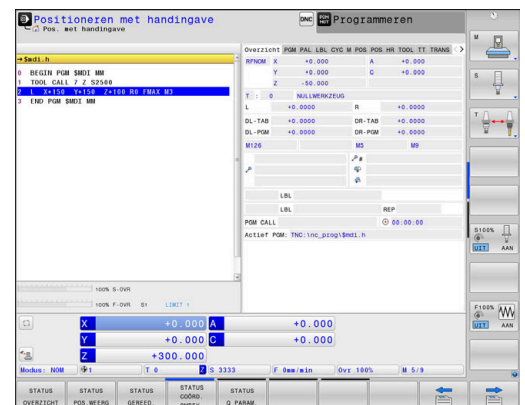 Positioneren met handingave
Pos. met handingave
DNC
Programmeren
→$mdi.h
0 BEGIN PGM $MDI MM
1 TOOL CALL 7 Z S2500
2 L X+150 Y+150 Z+100 R0 FMAX M3
3 END PGM $MDI MM
100% S-OVR
100% F-OVR S1 LIMIT 1
Overzicht PGM PAL LBL CYC M POS POS HR TOOL TT TRANS
RFNOM X +0.000 A +0.000
Y +0.000 C +0.000
Z -50.000
T : 0 NULLWERKZEUG
L +0.0000 R +0.0000
DL-TAB +0.0000 DR-TAB +0.0000
DL-PGM +0.0000 DR-PGM +0.0000
M126 M5 M9
LBL
LBL REP
PGM CALL 00:00:00
Actief PGM: TNC:\nc_prog\$mdi.h
X +0.000 A +0.000
Y +0.000 C +0.000
Z +300.000
Modus: NOM 1 T 0 Z S 3333 F 0mm/min Ovr 100% M 5/9
M
S
T
S100%
UIT AAN
F100%
UIT AAN
STATUS OVERZICHT
STATUS POS.WEERG
STATUS GEREED.
STATUS COÖRD.
STATUS Q PARAM.